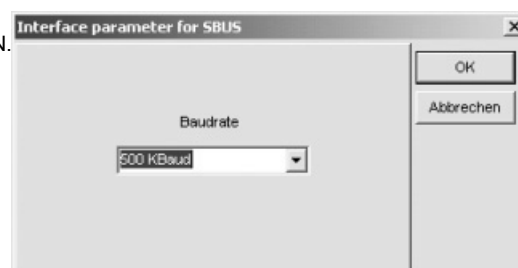 Interface parameter for SBUS
N.
OK
Abbrechen
Baudrate
500 KBaud